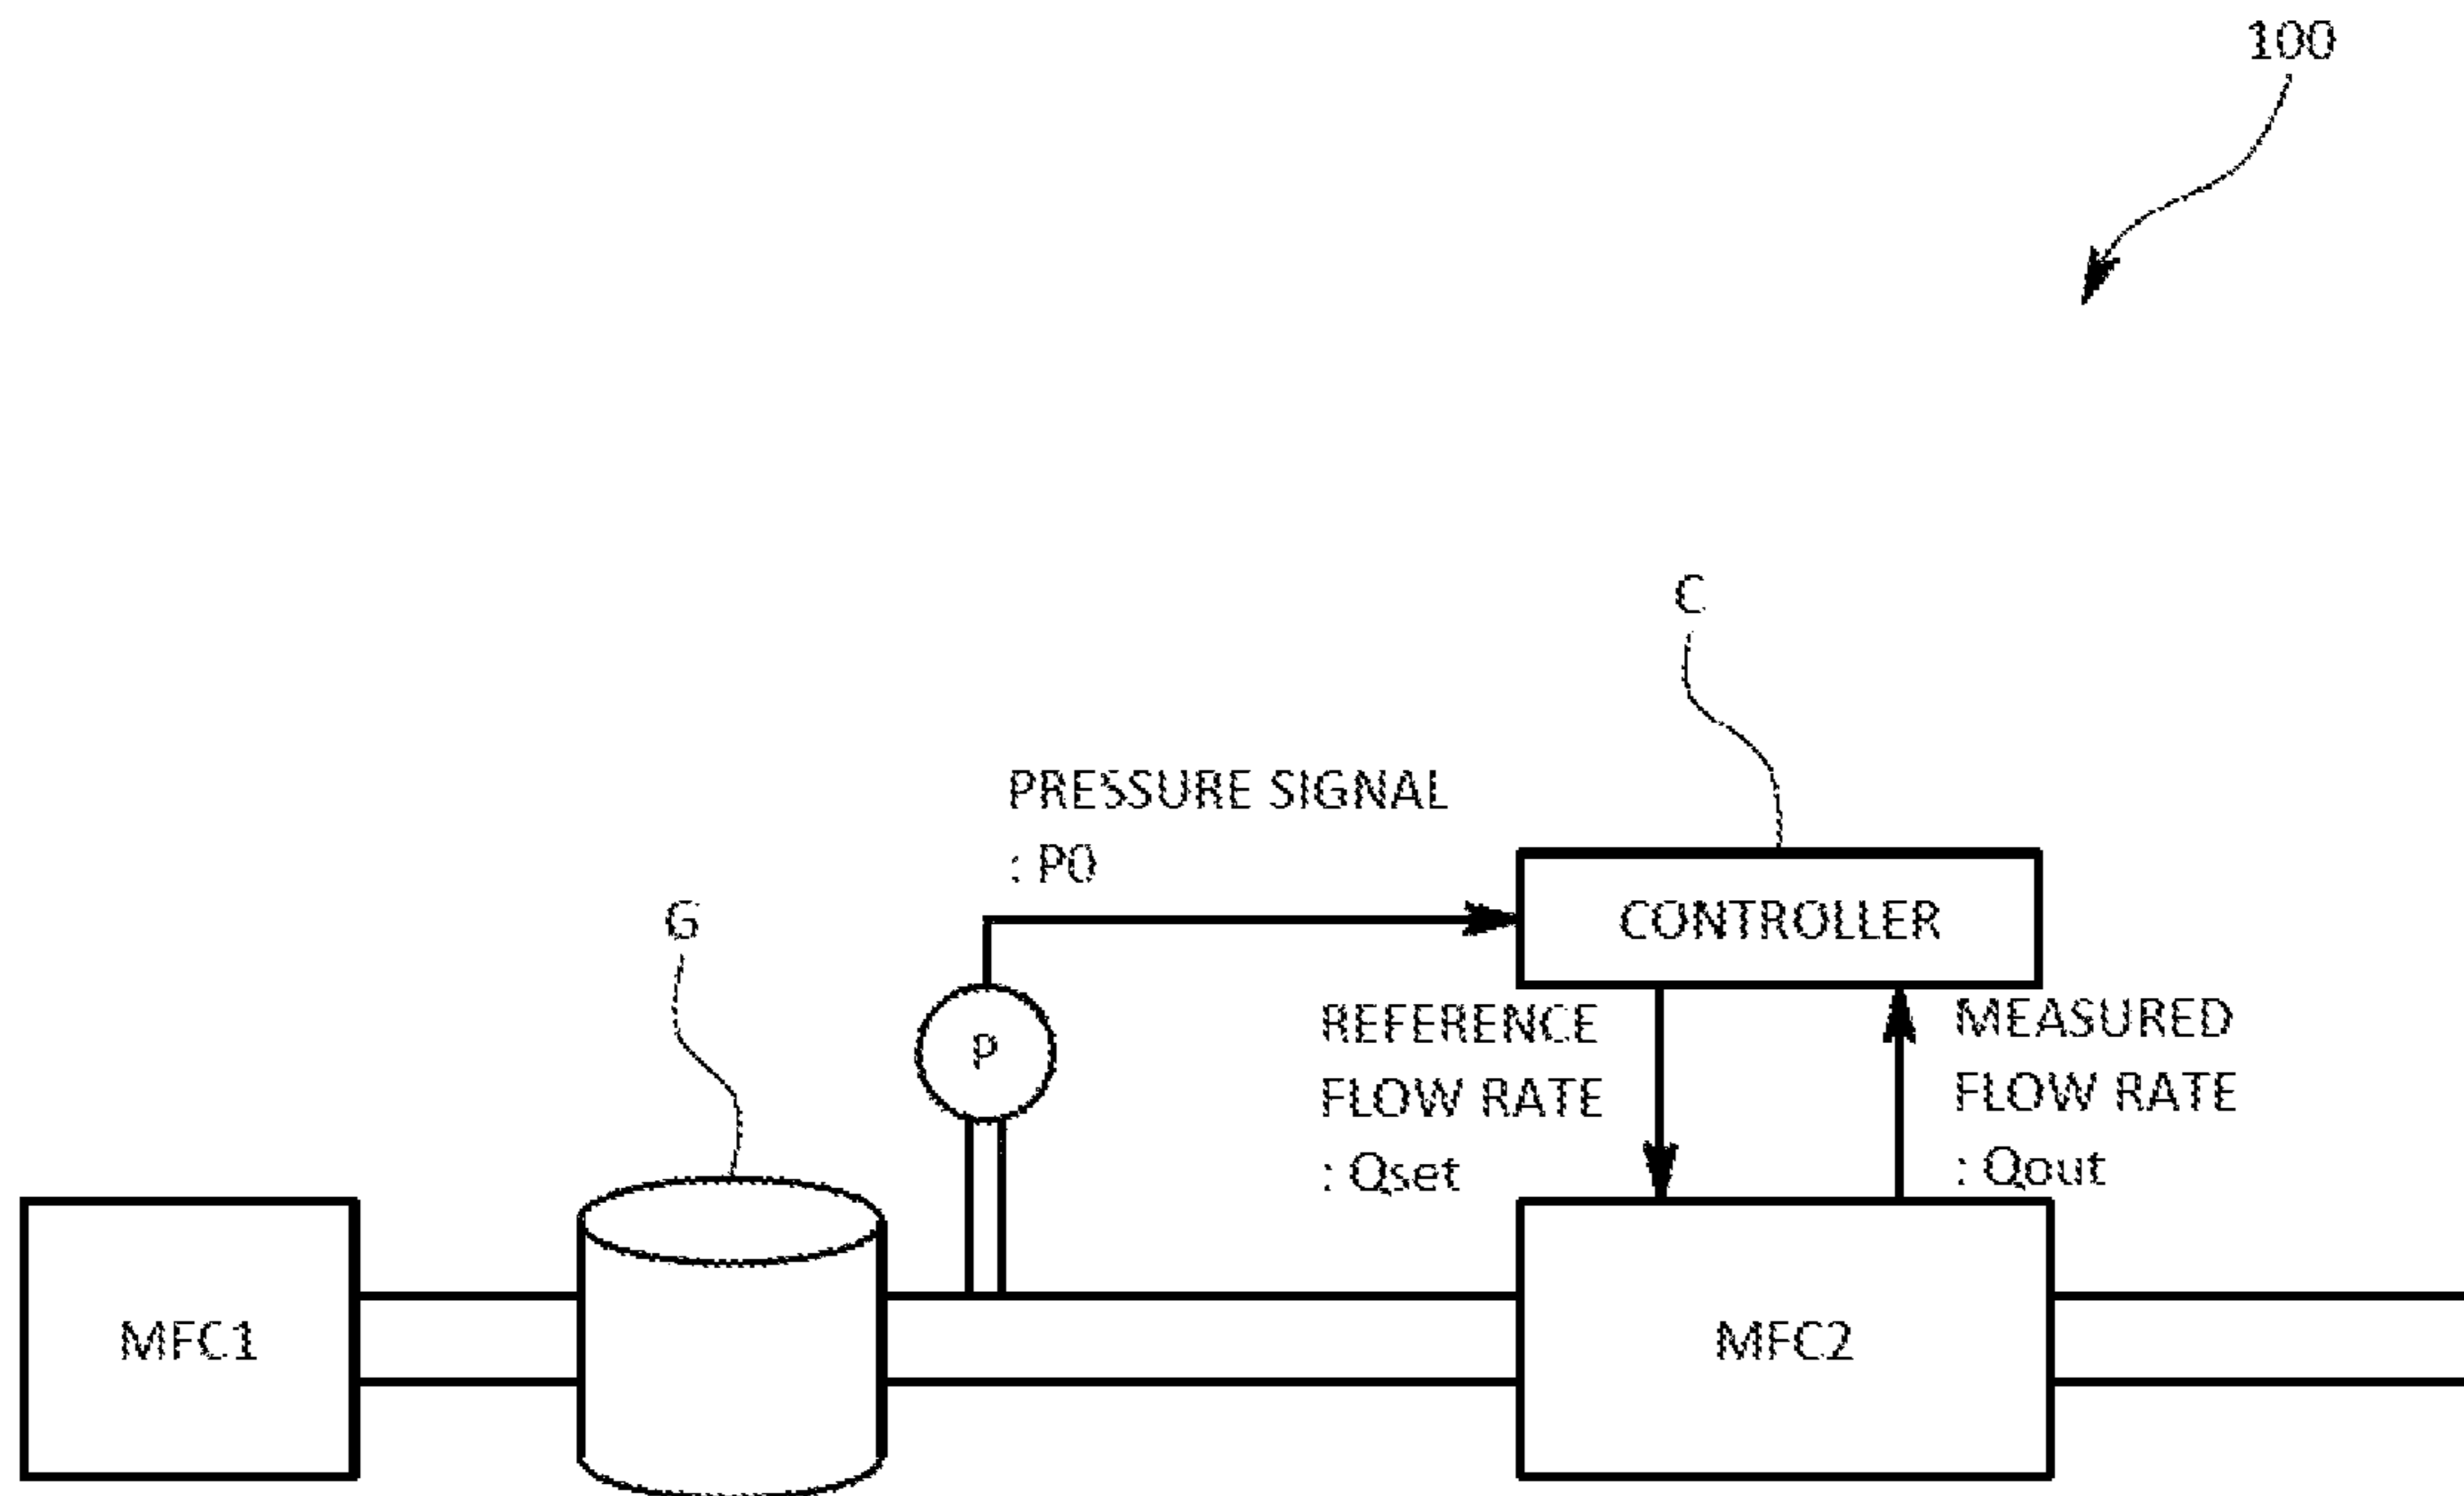 100
C
PRESSURE SIGNAL
: P0
G
CONTROLLER
P
REFERENCE
FLOW RATE
: Qset
MEASURED
FLOW RATE
: Qout
MFC1
MFC2